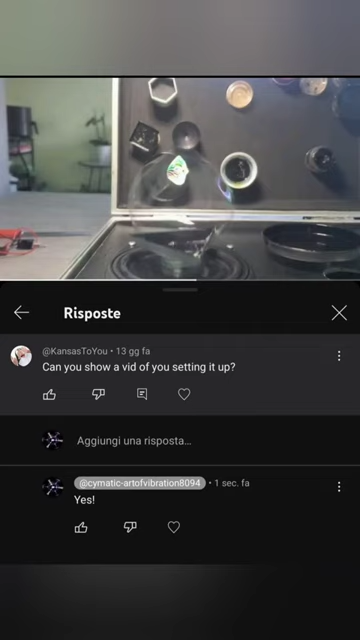 Risposte
@KansasToYou • 13 gg fa
Can you show a vid of you setting it up?
Aggiungi una risposta...
@cymatic-artofvibration8094 • 1 sec. fa
Yes!